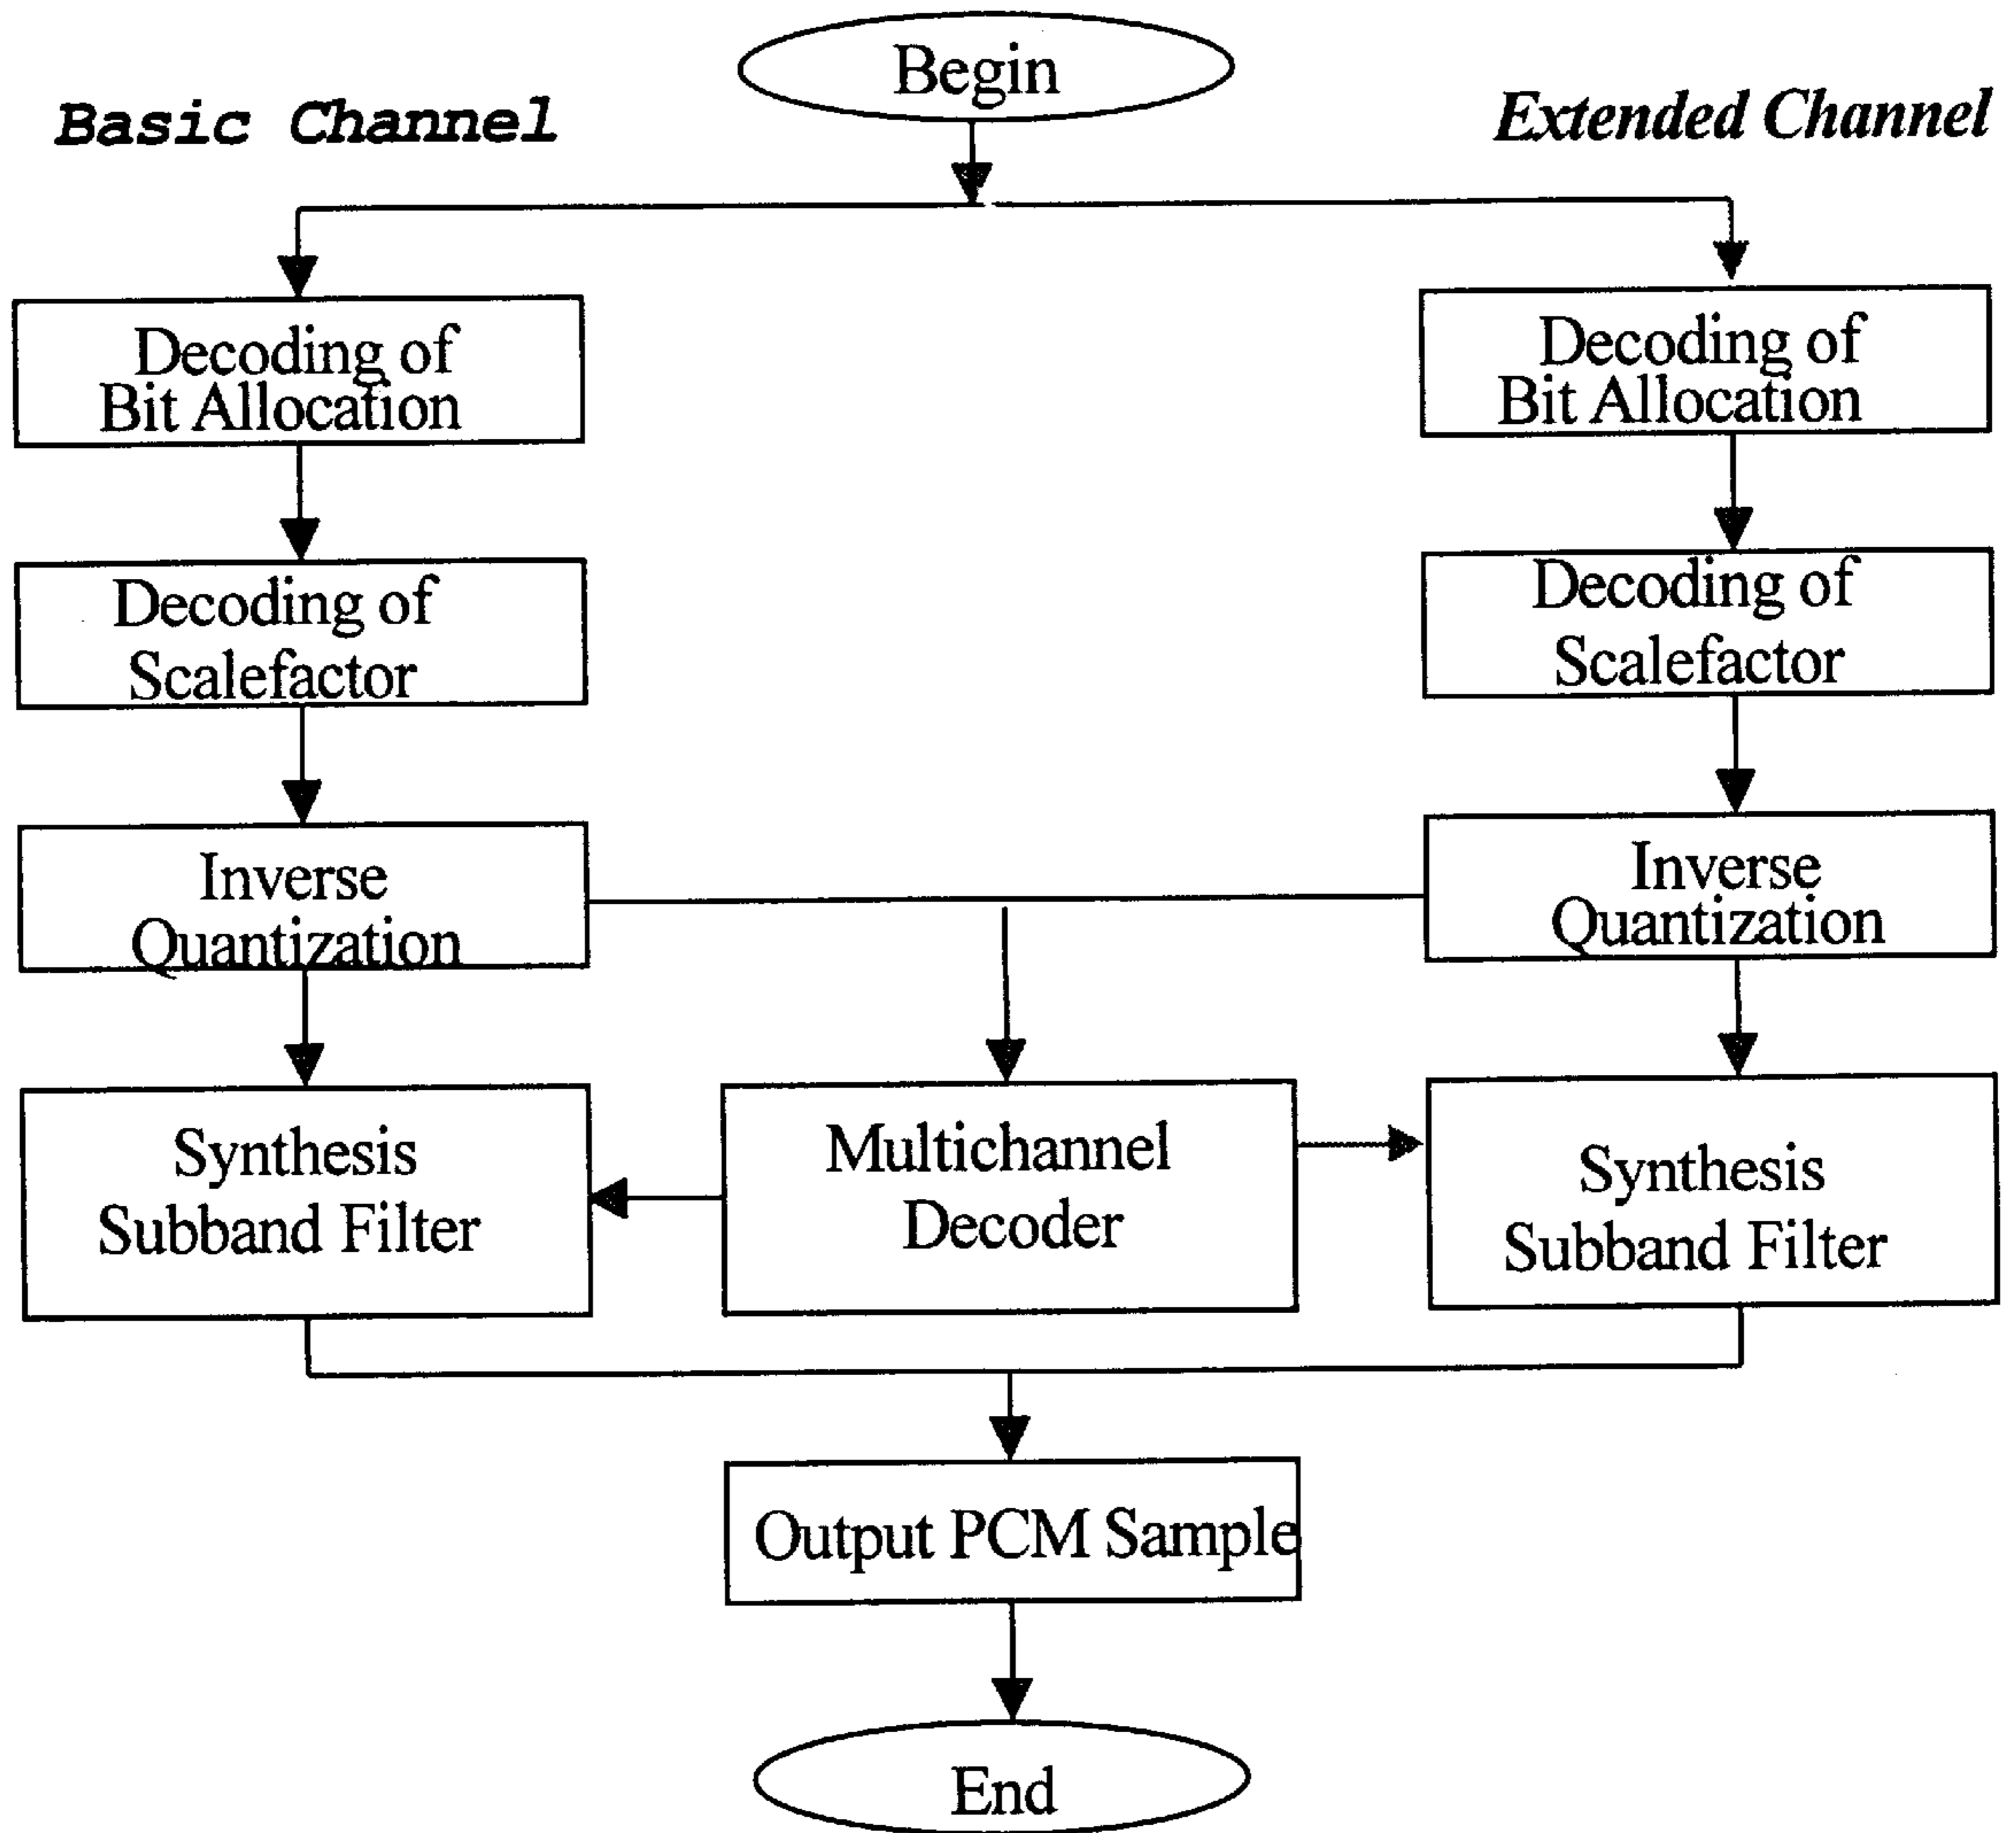 Begin
Basic Channel
Extended Channel
Decoding of
Bit Allocation
Decoding of
Bit Allocation
Decoding of
Scalefactor
Decoding of
Scalefactor
Inverse
Quantization
Inverse
Quantization
Synthesis
Subband Filter
Multichannel
Decoder
Synthesis
Subband Filter
Output PCM Sample
End